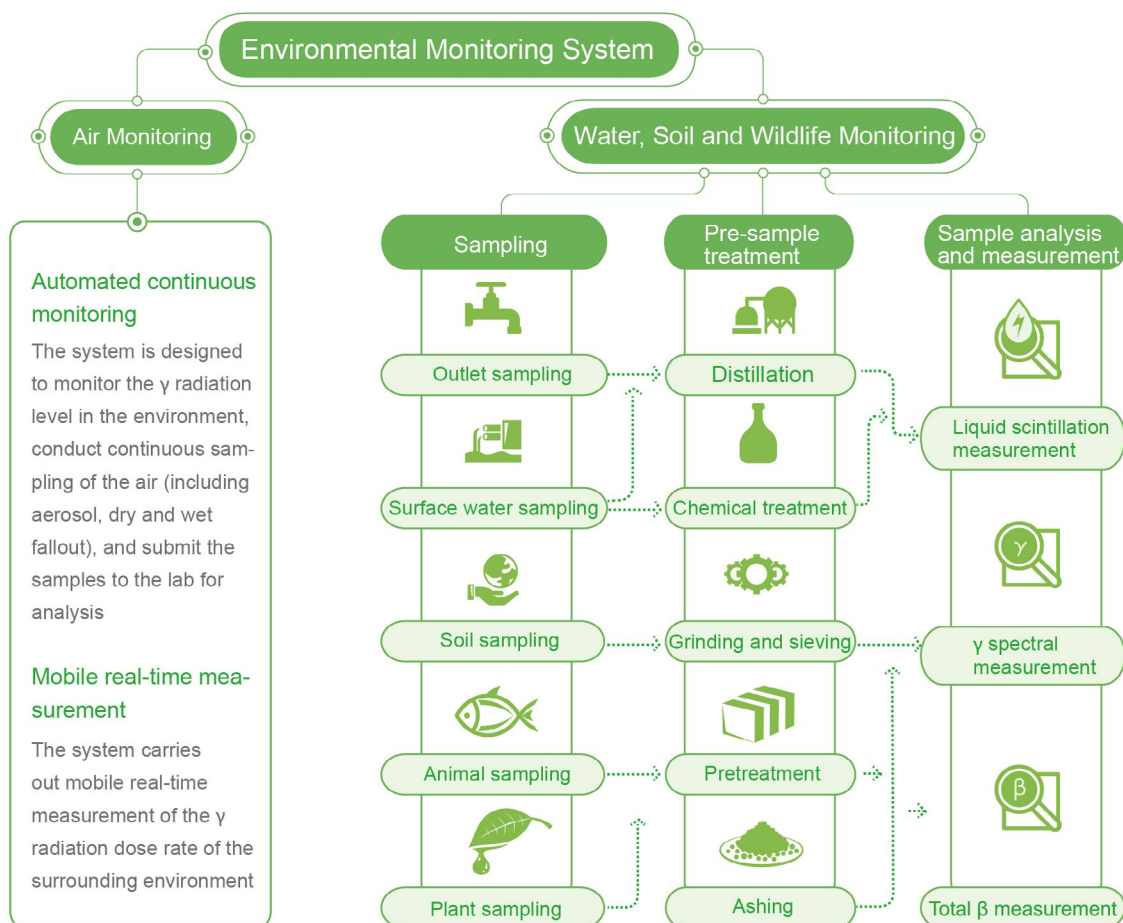 Environmental Monitoring System
Air Monitoring
Water, Soil and Wildlife Monitoring
Automated continuous
monitoring
The system is designed
to monitor the γ radiation
level in the environment,
conduct continuous sam-
pling of the air (including
aerosol, dry and wet
fallout), and submit the
samples to the lab for
analysis
Mobile real-time mea-
surement
The system carries
out mobile real-time
measurement of the γ
radiation dose rate of the
surrounding environment
Sampling
Outlet sampling
Surface water sampling
Soil sampling
Animal sampling
Plant sampling
Pre-sample
treatment
Distillation
Chemical treatment
Grinding and sieving
Pretreatment
Ashing
Sample analysis
and measurement
Liquid scintillation
measurement
γ
γ spectral
measurement
β
Total β measurement